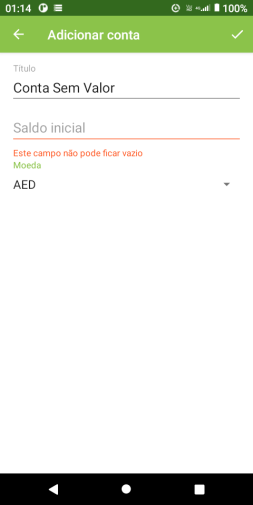 01:14
100%
Adicionar conta
Título
Conta Sem Valor
Saldo inicial
Este campo não pode ficar vazio
Moeda
AED